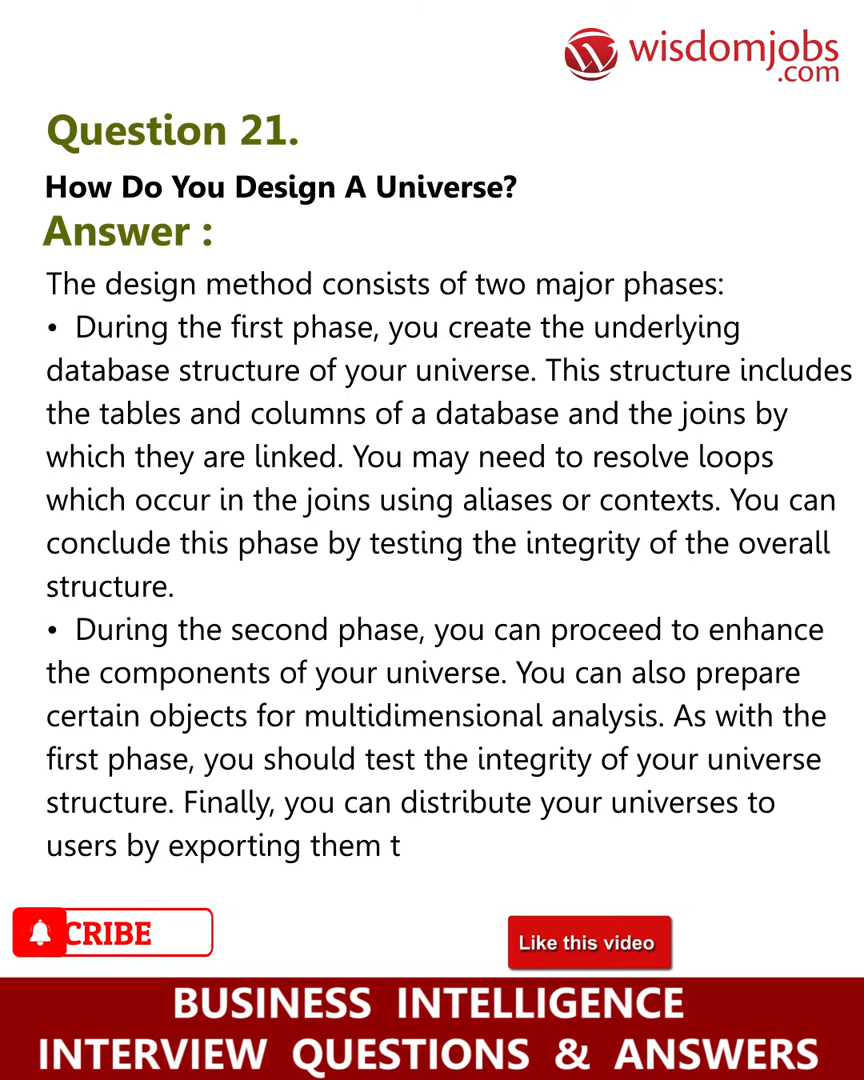 wisdomjobs
.com
Question 21.
How Do You Design A Universe?
Answer :
The design method consists of two major phases:
• During the first phase, you create the underlying
database structure of your universe. This structure includes
the tables and columns of a database and the joins by
which they are linked. You may need to resolve loops
which occur in the joins using aliases or contexts. You can
conclude this phase by testing the integrity of the overall
structure.
• During the second phase, you can proceed to enhance
the components of your universe. You can also prepare
certain objects for multidimensional analysis. As with the
first phase, you should test the integrity of your universe
structure. Finally, you can distribute your universes to
users by exporting them t
CRIBE
Like this video
BUSINESS INTELLIGENCE
INTERVIEW QUESTIONS & ANSWERS